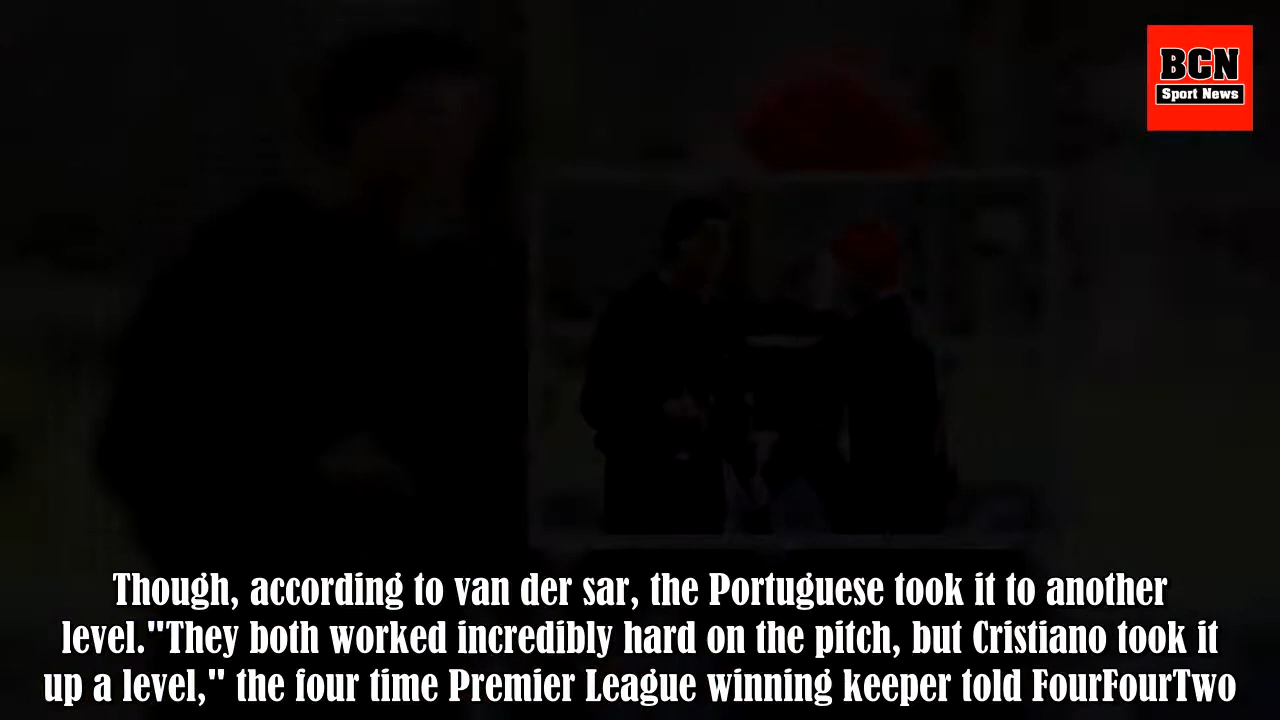 BCN
Sport News
Though, according to van der sar, the Portuguese took it to another
level."They both worked incredibly hard on the pitch, but Cristiano took it
up a level," the four time Premier League winning keeper told FourFourTwo